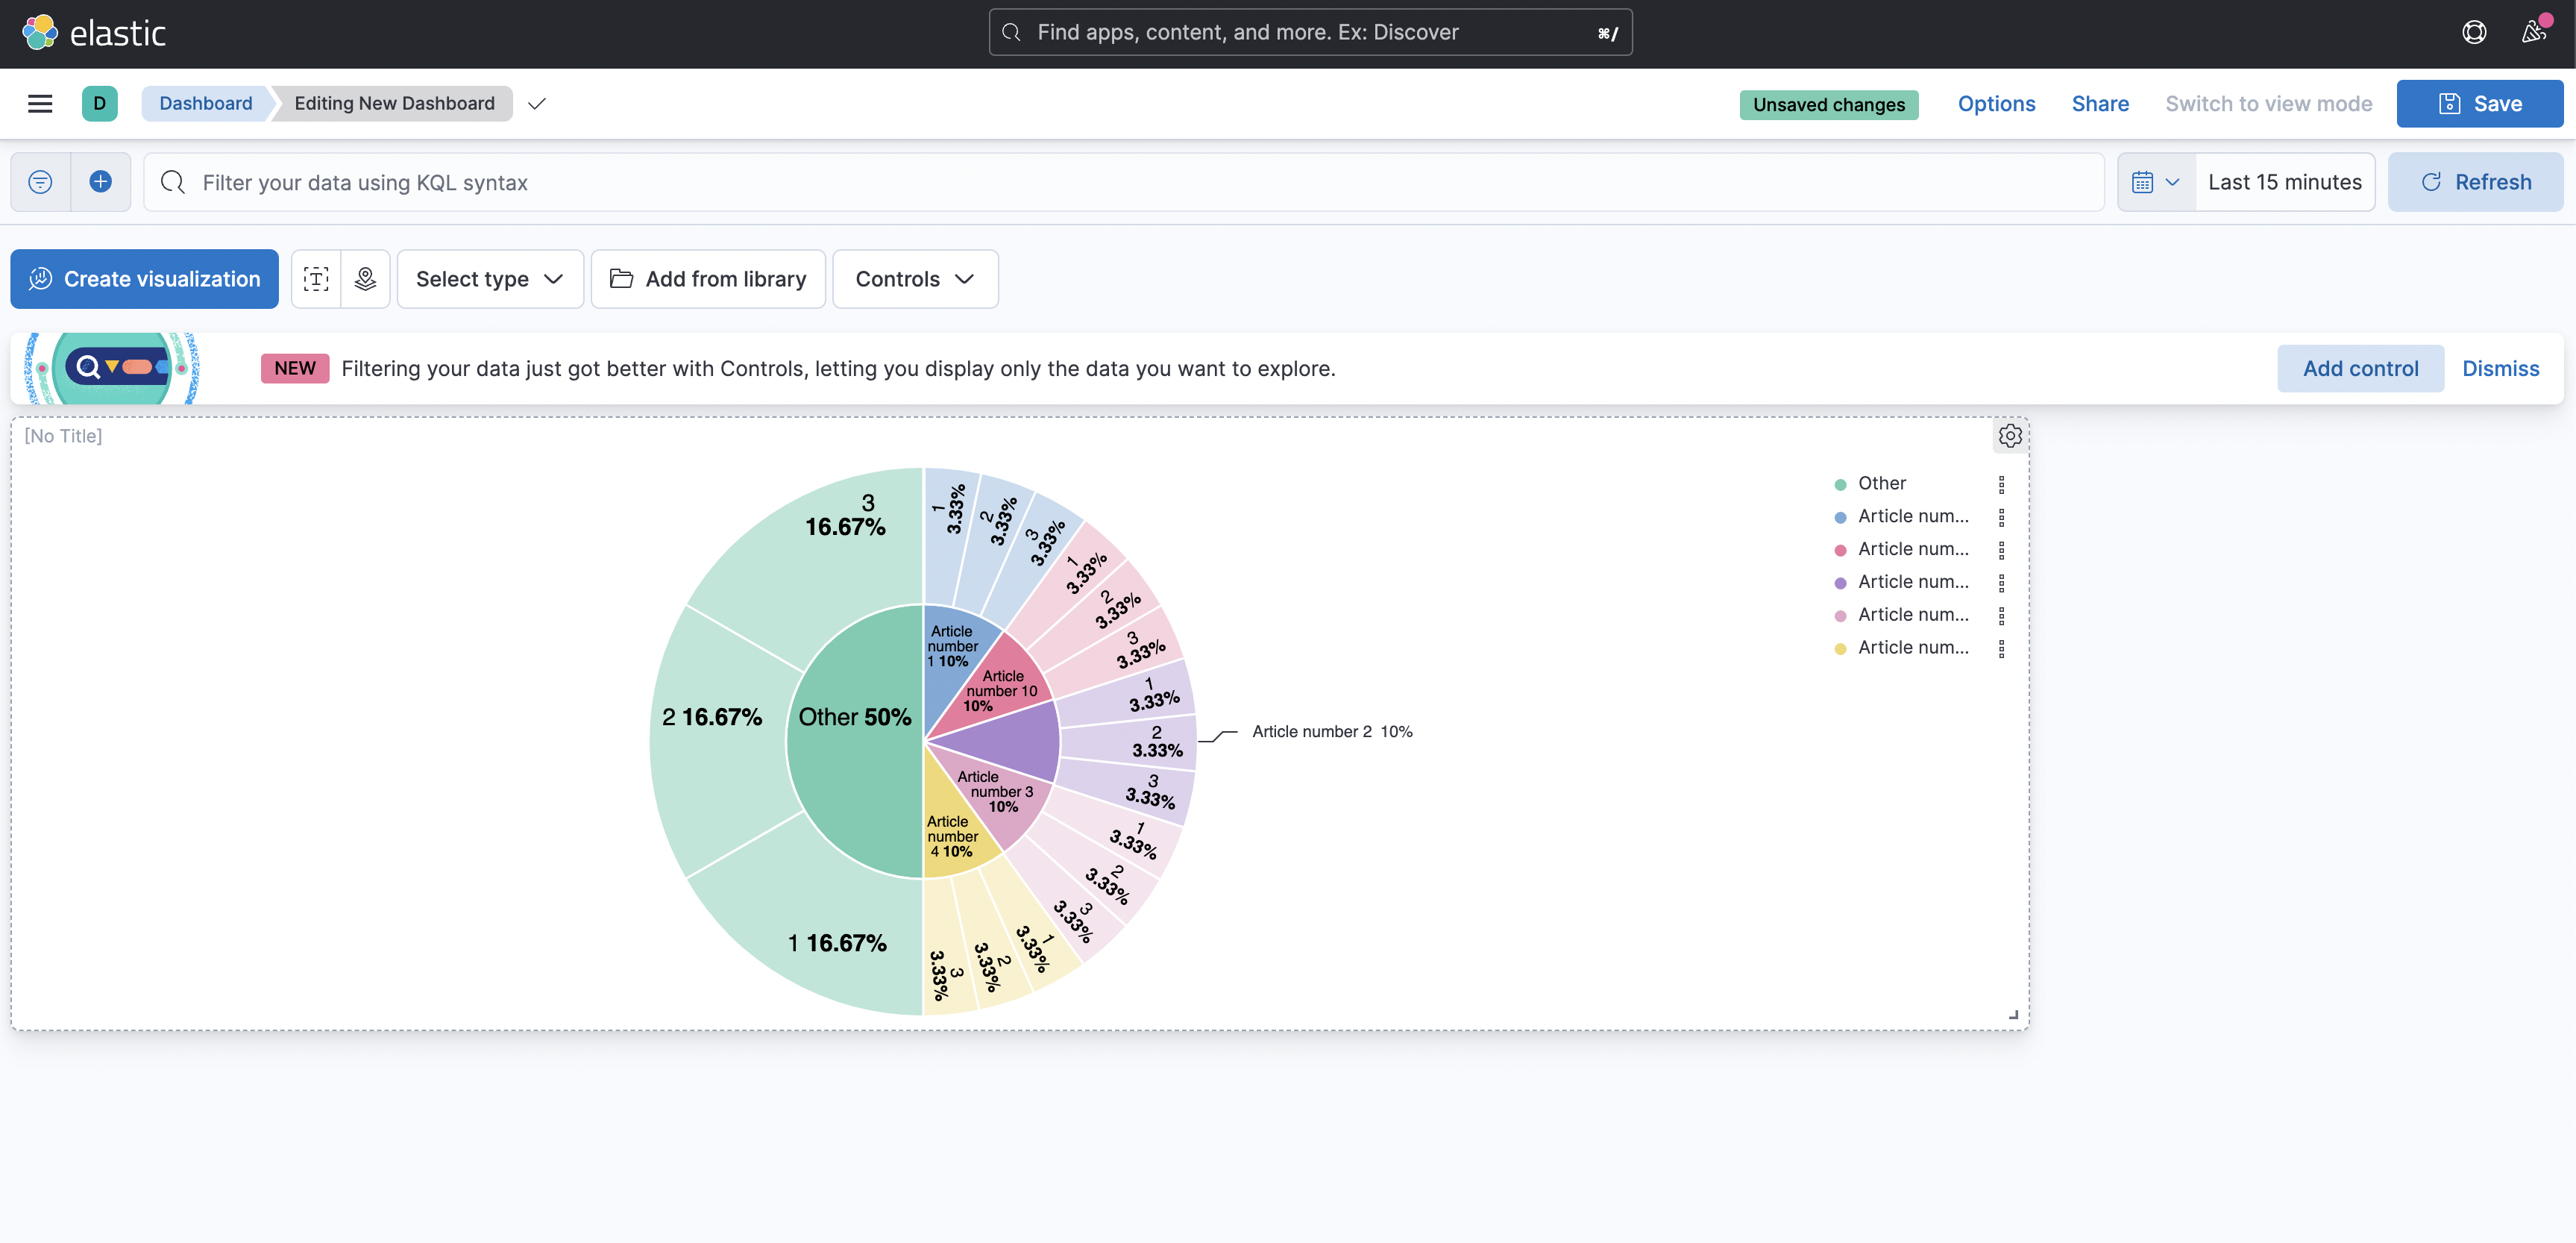 elastic
Find apps, content, and more. Ex: Discover
⌘/
D
Dashboard
Editing New Dashboard
Unsaved changes
Options
Share
Switch to view mode
Save
Filter your data using KQL syntax
Last 15 minutes
Refresh
Create visualization
T
Select type
Add from library
Controls
NEW
Filtering your data just got better with Controls, letting you display only the data you want to explore.
Add control
Dismiss
[No Title]
3
16.67%
2 16.67%
1 16.67%
Other 50%
Article
number
1 10%
Article
number 10
10%
Article
number 3
10%
Article
number
4 10%
1
3.33%
2
3.33%
3
3.33%
1
3.33%
2
3.33%
3
3.33%
1
3.33%
2
3.33%
3
3.33%
1
3.33%
2
3.33%
3
3.33%
1
3.33%
2
3.33%
3
3.33%
Article number 2 10%
Other
Article num...
Article num...
Article num...
Article num...
Article num...